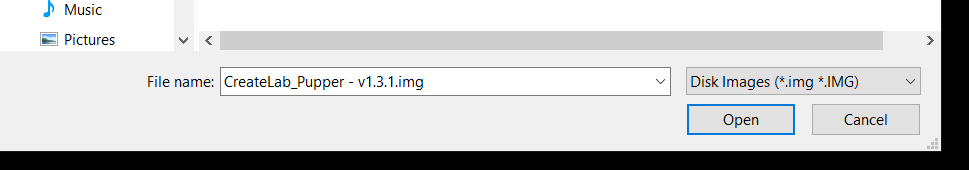 Music
Pictures
File name: CreateLab_Pupper - v1.3.1.img Disk Images (*.img *.IMG)
Open Cancel